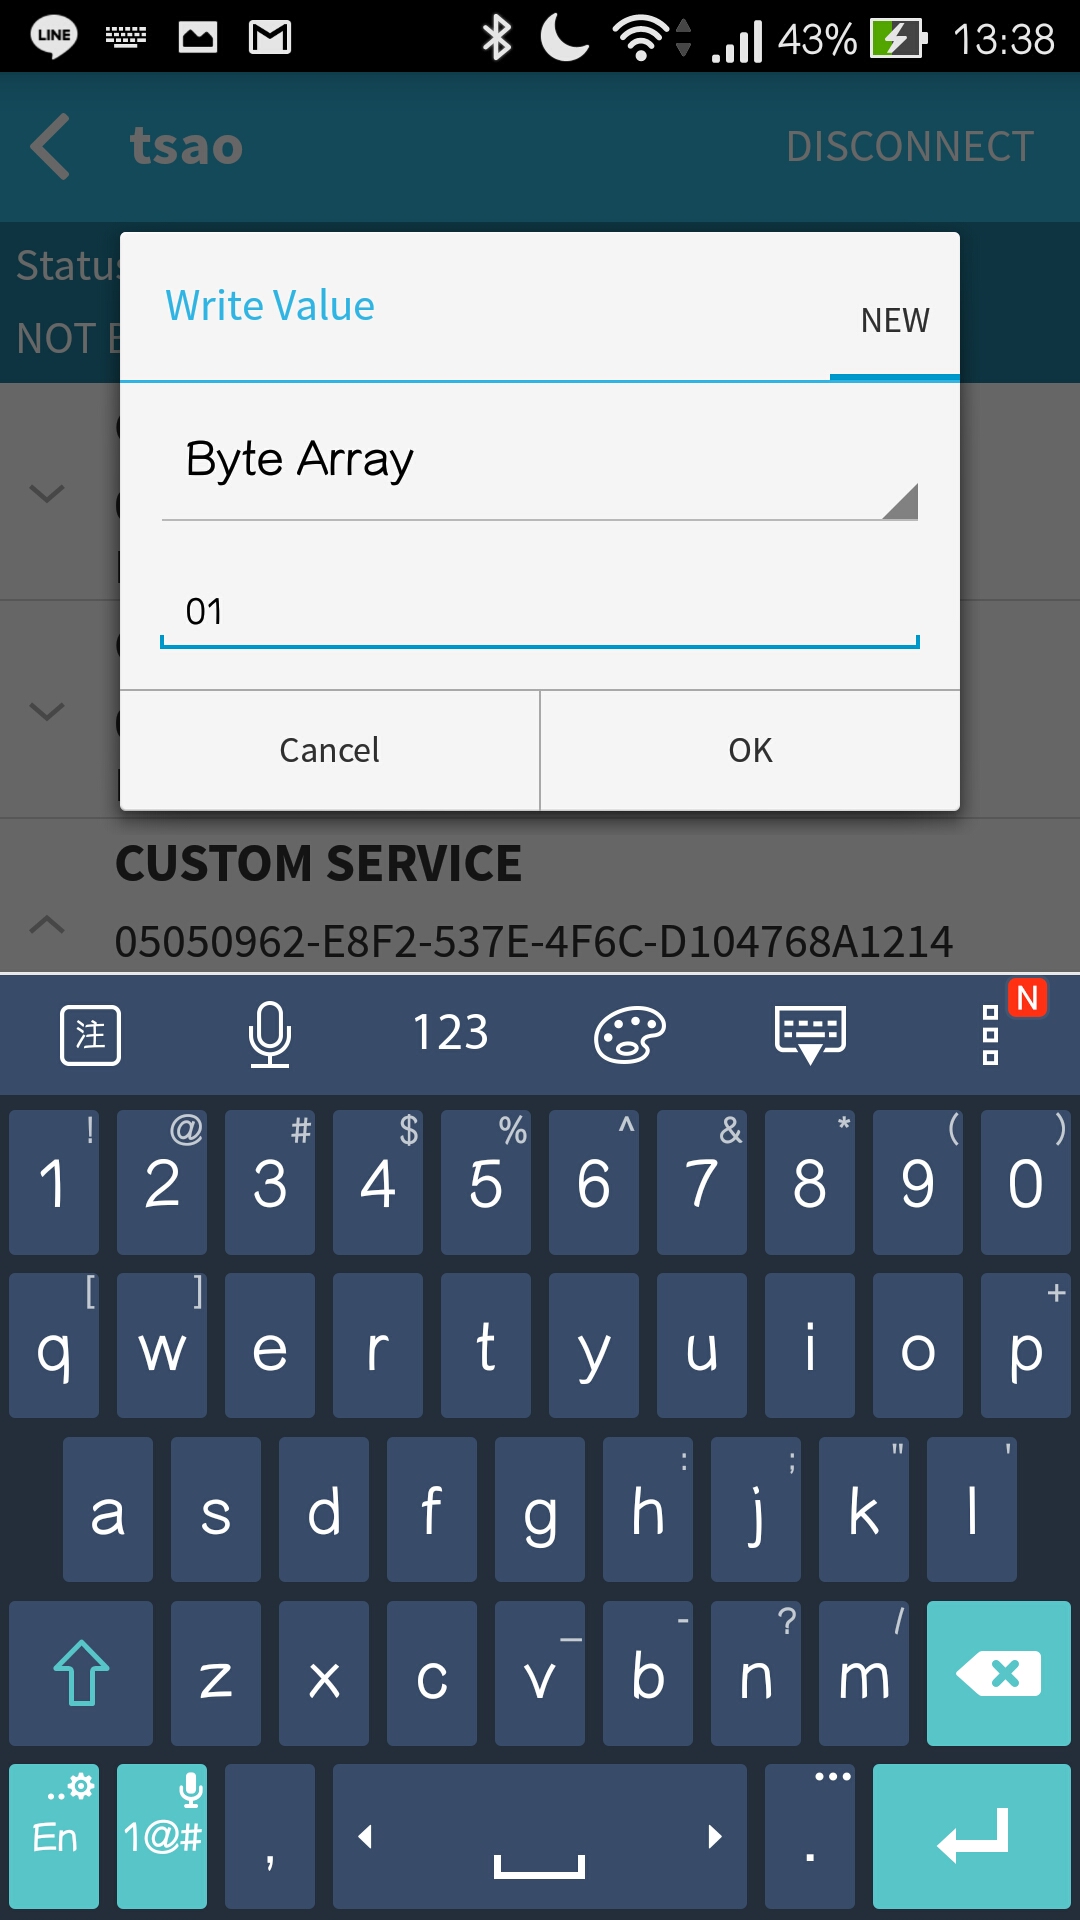 LINE
43%
13:38
tsao
DISCONNECT
Status
NOT
Write Value
NEW
Byte Array
01
Cancel
OK
CUSTOM SERVICE
05050962-E8F2-537E-4F6C-D104768A1214
注
123
N
! @ # $ % ^ & * ( )
1 2 3 4 5 6 7 8 9 0
[ ] +
q w e r t y u i o p
: ; " '
a s d f g h j k l
_ - ? /
z x c v b n m
En 1@# , .